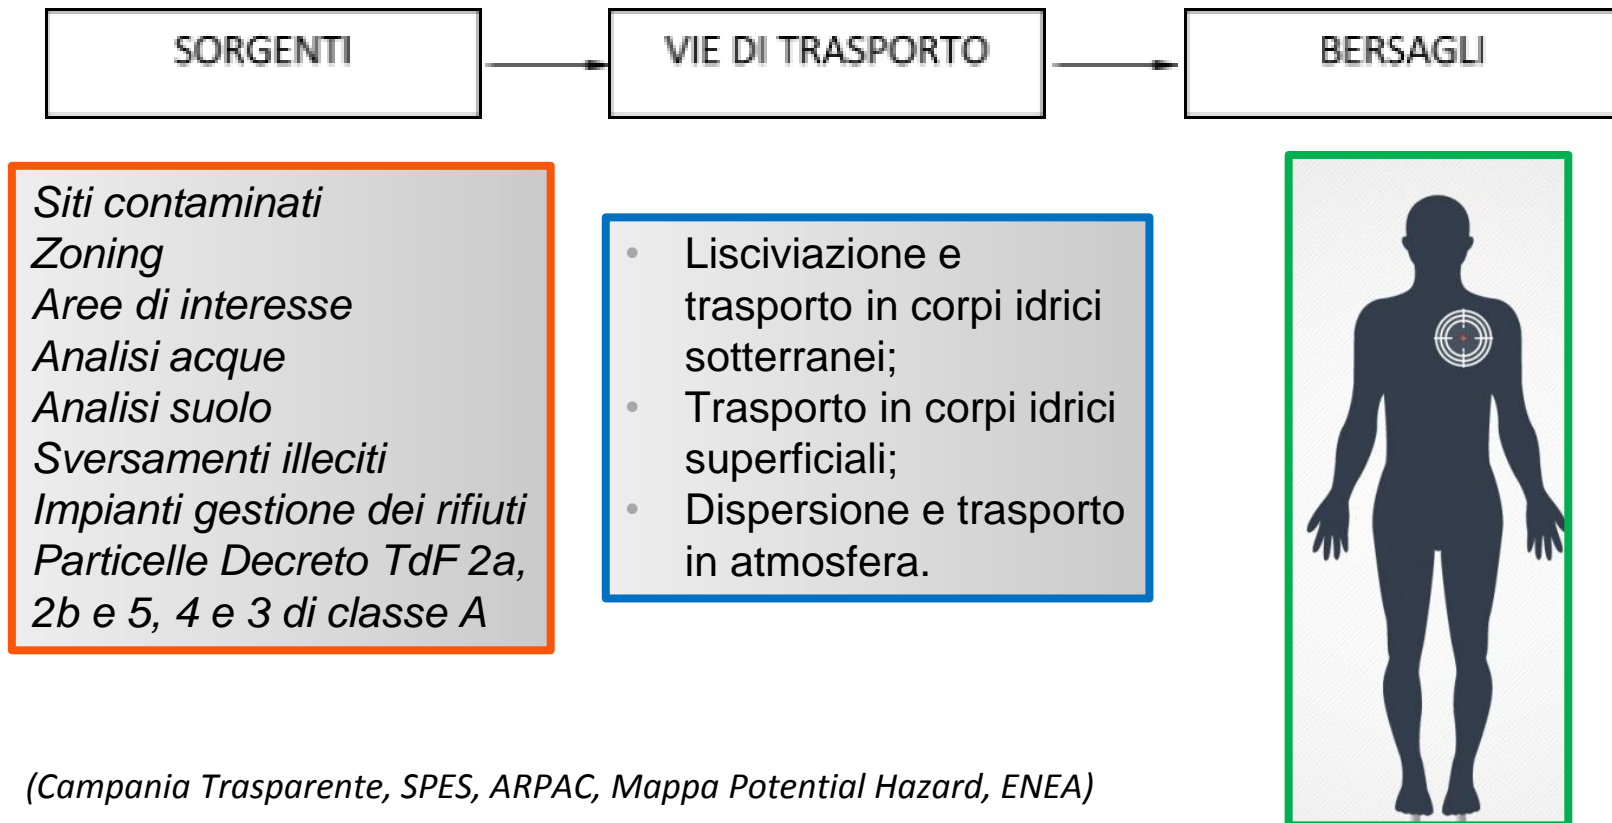 SORGENTI
VIE DI TRASPORTO
BERSAGLI
Siti contaminati
Zoning
Aree di interesse
Analisi acque
Analisi suolo
Sversamenti illeciti
Impianti gestione dei rifiuti
Particelle Decreto TdF 2a,
2b e 5, 4 e 3 di classe A
• Lisciviazione e
trasporto in corpi idrici
sotterranei;
• Trasporto in corpi idrici
superficiali;
• Dispersione e trasporto
in atmosfera.
(Campania Trasparente, SPES, ARPAC, Mappa Potential Hazard, ENEA)